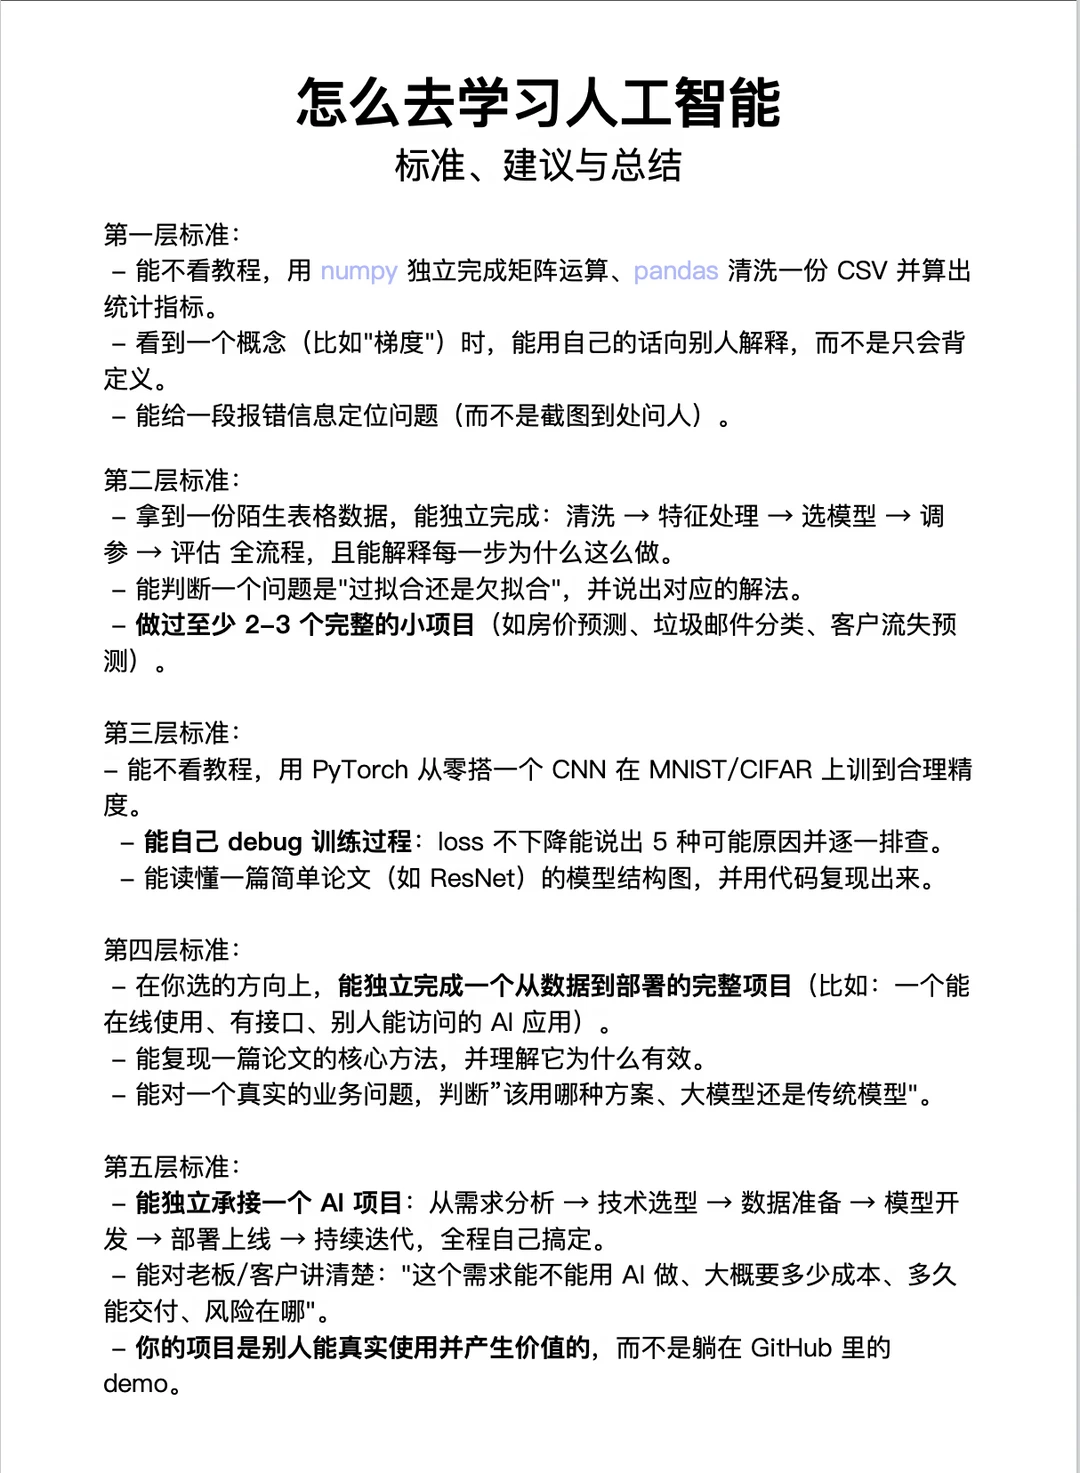 怎么去学习人工智能
标准、建议与总结
第一层标准：
– 能不看教程，用 numpy 独立完成矩阵运算、pandas 清洗一份 CSV 并算出
统计指标。
– 看到一个概念（比如"梯度"）时，能用自己的话向别人解释，而不是只会背
定义。
– 能给一段报错信息定位问题（而不是截图到处问人）。
第二层标准：
– 拿到一份陌生表格数据，能独立完成：清洗 → 特征处理 → 选模型 → 调
参 → 评估 全流程，且能解释每一步为什么这么做。
– 能判断一个问题是"过拟合还是欠拟合"，并说出对应的解法。
– 做过至少 2–3 个完整的小项目（如房价预测、垃圾邮件分类、客户流失预
测）。
第三层标准：
– 能不看教程，用 PyTorch 从零搭一个 CNN 在 MNIST/CIFAR 上训到合理精
度。
– 能自己 debug 训练过程：loss 不下降能说出 5 种可能原因并逐一排查。
– 能读懂一篇简单论文（如 ResNet）的模型结构图，并用代码复现出来。
第四层标准：
– 在你选的方向上，能独立完成一个从数据到部署的完整项目（比如：一个能
在线使用、有接口、别人能访问的 AI 应用）。
– 能复现一篇论文的核心方法，并理解它为什么有效。
– 能对一个真实的业务问题，判断”该用哪种方案、大模型还是传统模型"。
第五层标准：
– 能独立承接一个 AI 项目：从需求分析 → 技术选型 → 数据准备 → 模型开
发 → 部署上线 → 持续迭代，全程自己搞定。
– 能对老板/客户讲清楚："这个需求能不能用 AI 做、大概要多少成本、多久
能交付、风险在哪"。
– 你的项目是别人能真实使用并产生价值的，而不是躺在 GitHub 里的
demo。